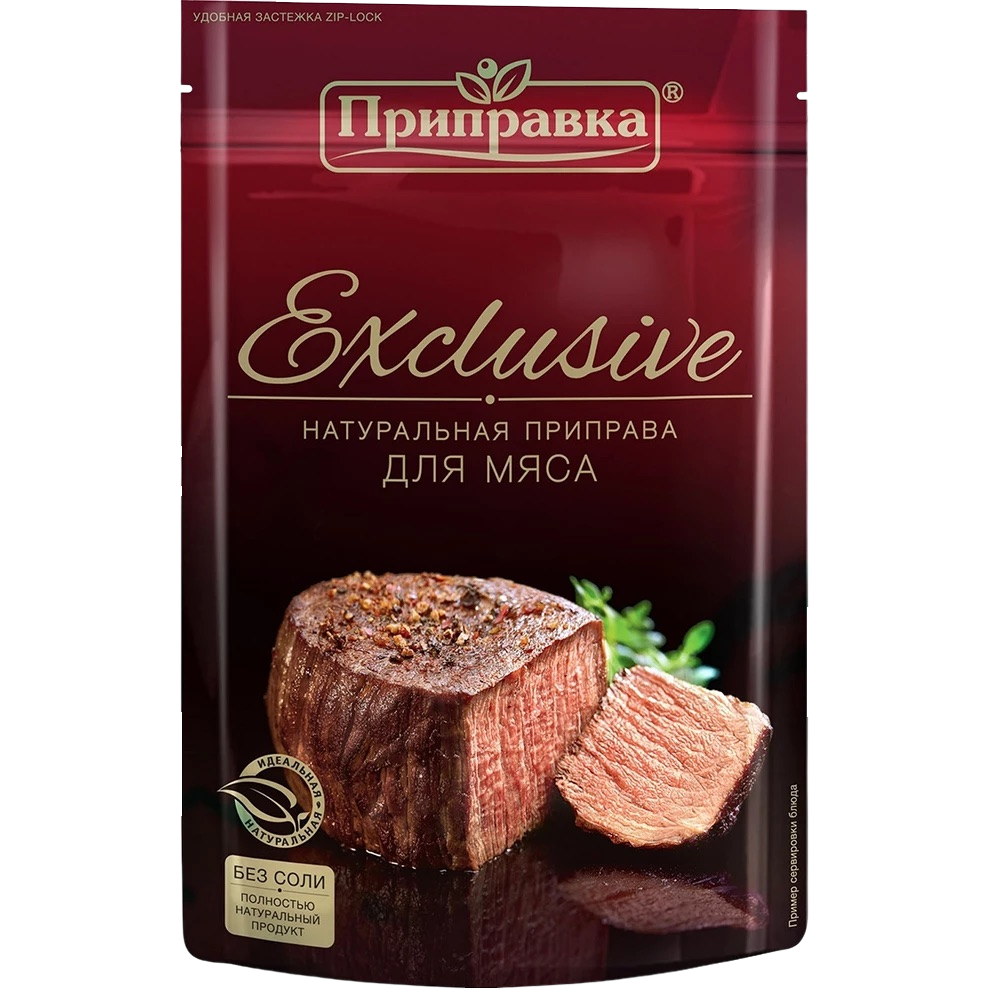 УДОБНАЯ ЗАСТЕЖКА ZIP-LOCK
Приправка®
Exclusive
НАТУРАЛЬНАЯ ПРИПРАВА
ДЛЯ МЯСА
ИДЕАЛЬНАЯ
НАТУРАЛЬНАЯ
БЕЗ СОЛИ
ПОЛНОСТЬЮ
НАТУРАЛЬНЫЙ
ПРОДУКТ
Пример сервировки блюда